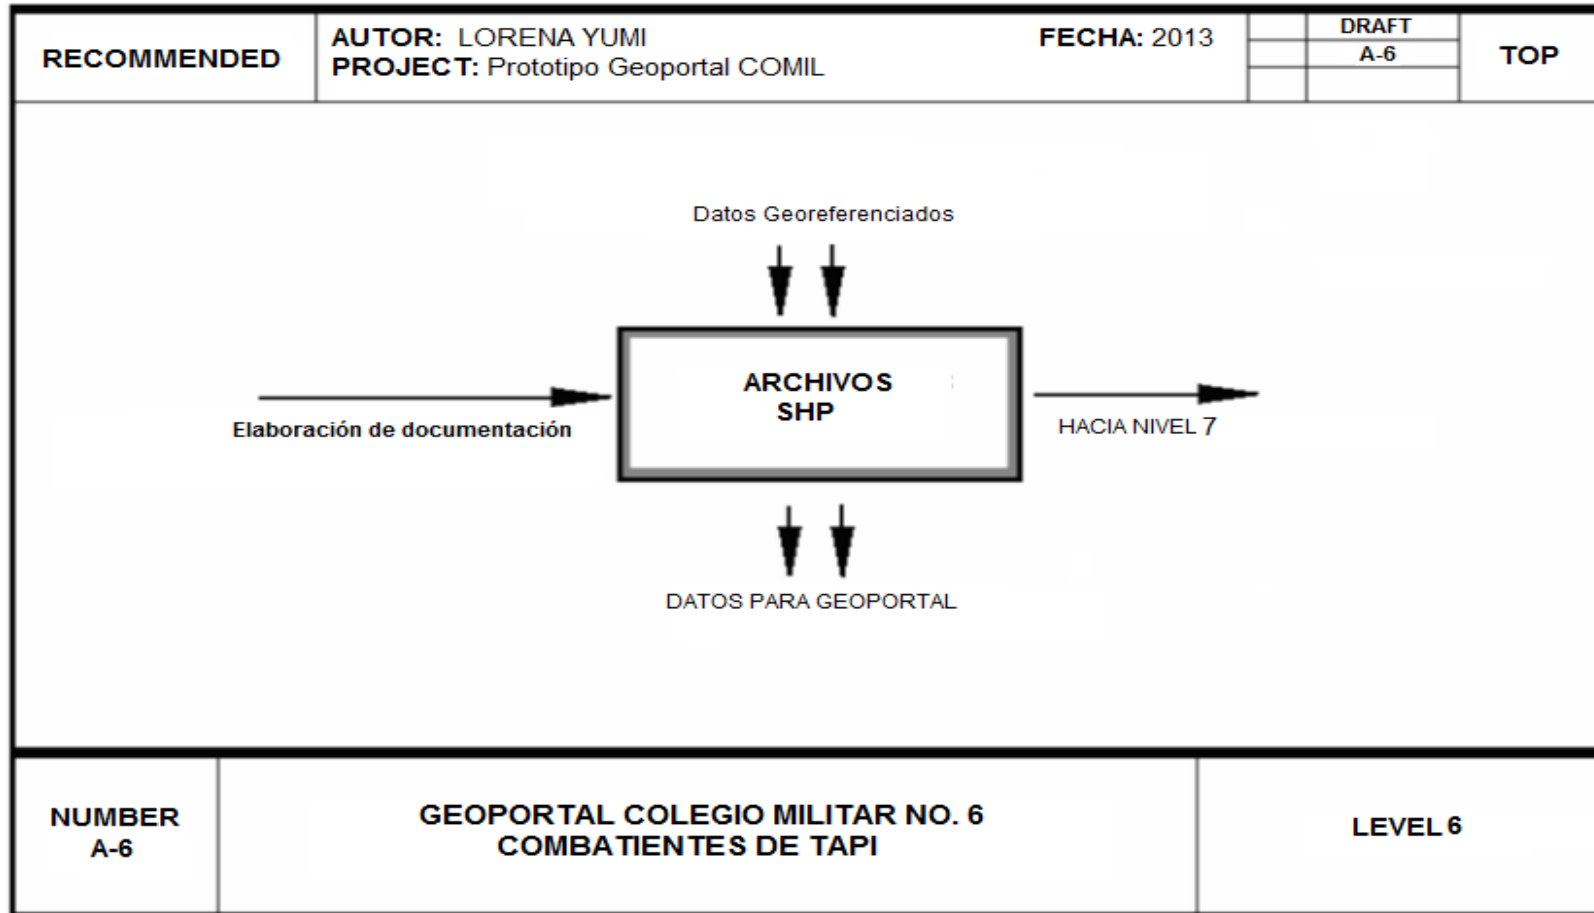 RECOMMENDED
AUTOR: LORENA YUMI
FECHA: 2013
PROJECT: Prototipo Geoportal COMIL
DRAFT
A-6
TOP
Datos Georeferenciados
ARCHIVOS
SHP
Elaboración de documentación
HACIA NIVEL 7
DATOS PARA GEOPORTAL
NUMBER
A-6
GEOPORTAL COLEGIO MILITAR NO. 6
COMBATIENTES DE TAPI
LEVEL 6